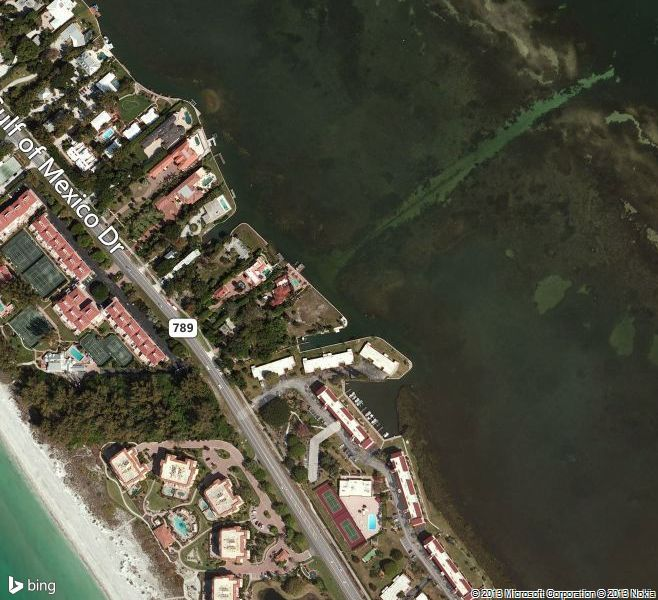 Gulf of Mexico Dr
789
bing
© 2013 Microsoft Corporation © 2013 Nokia